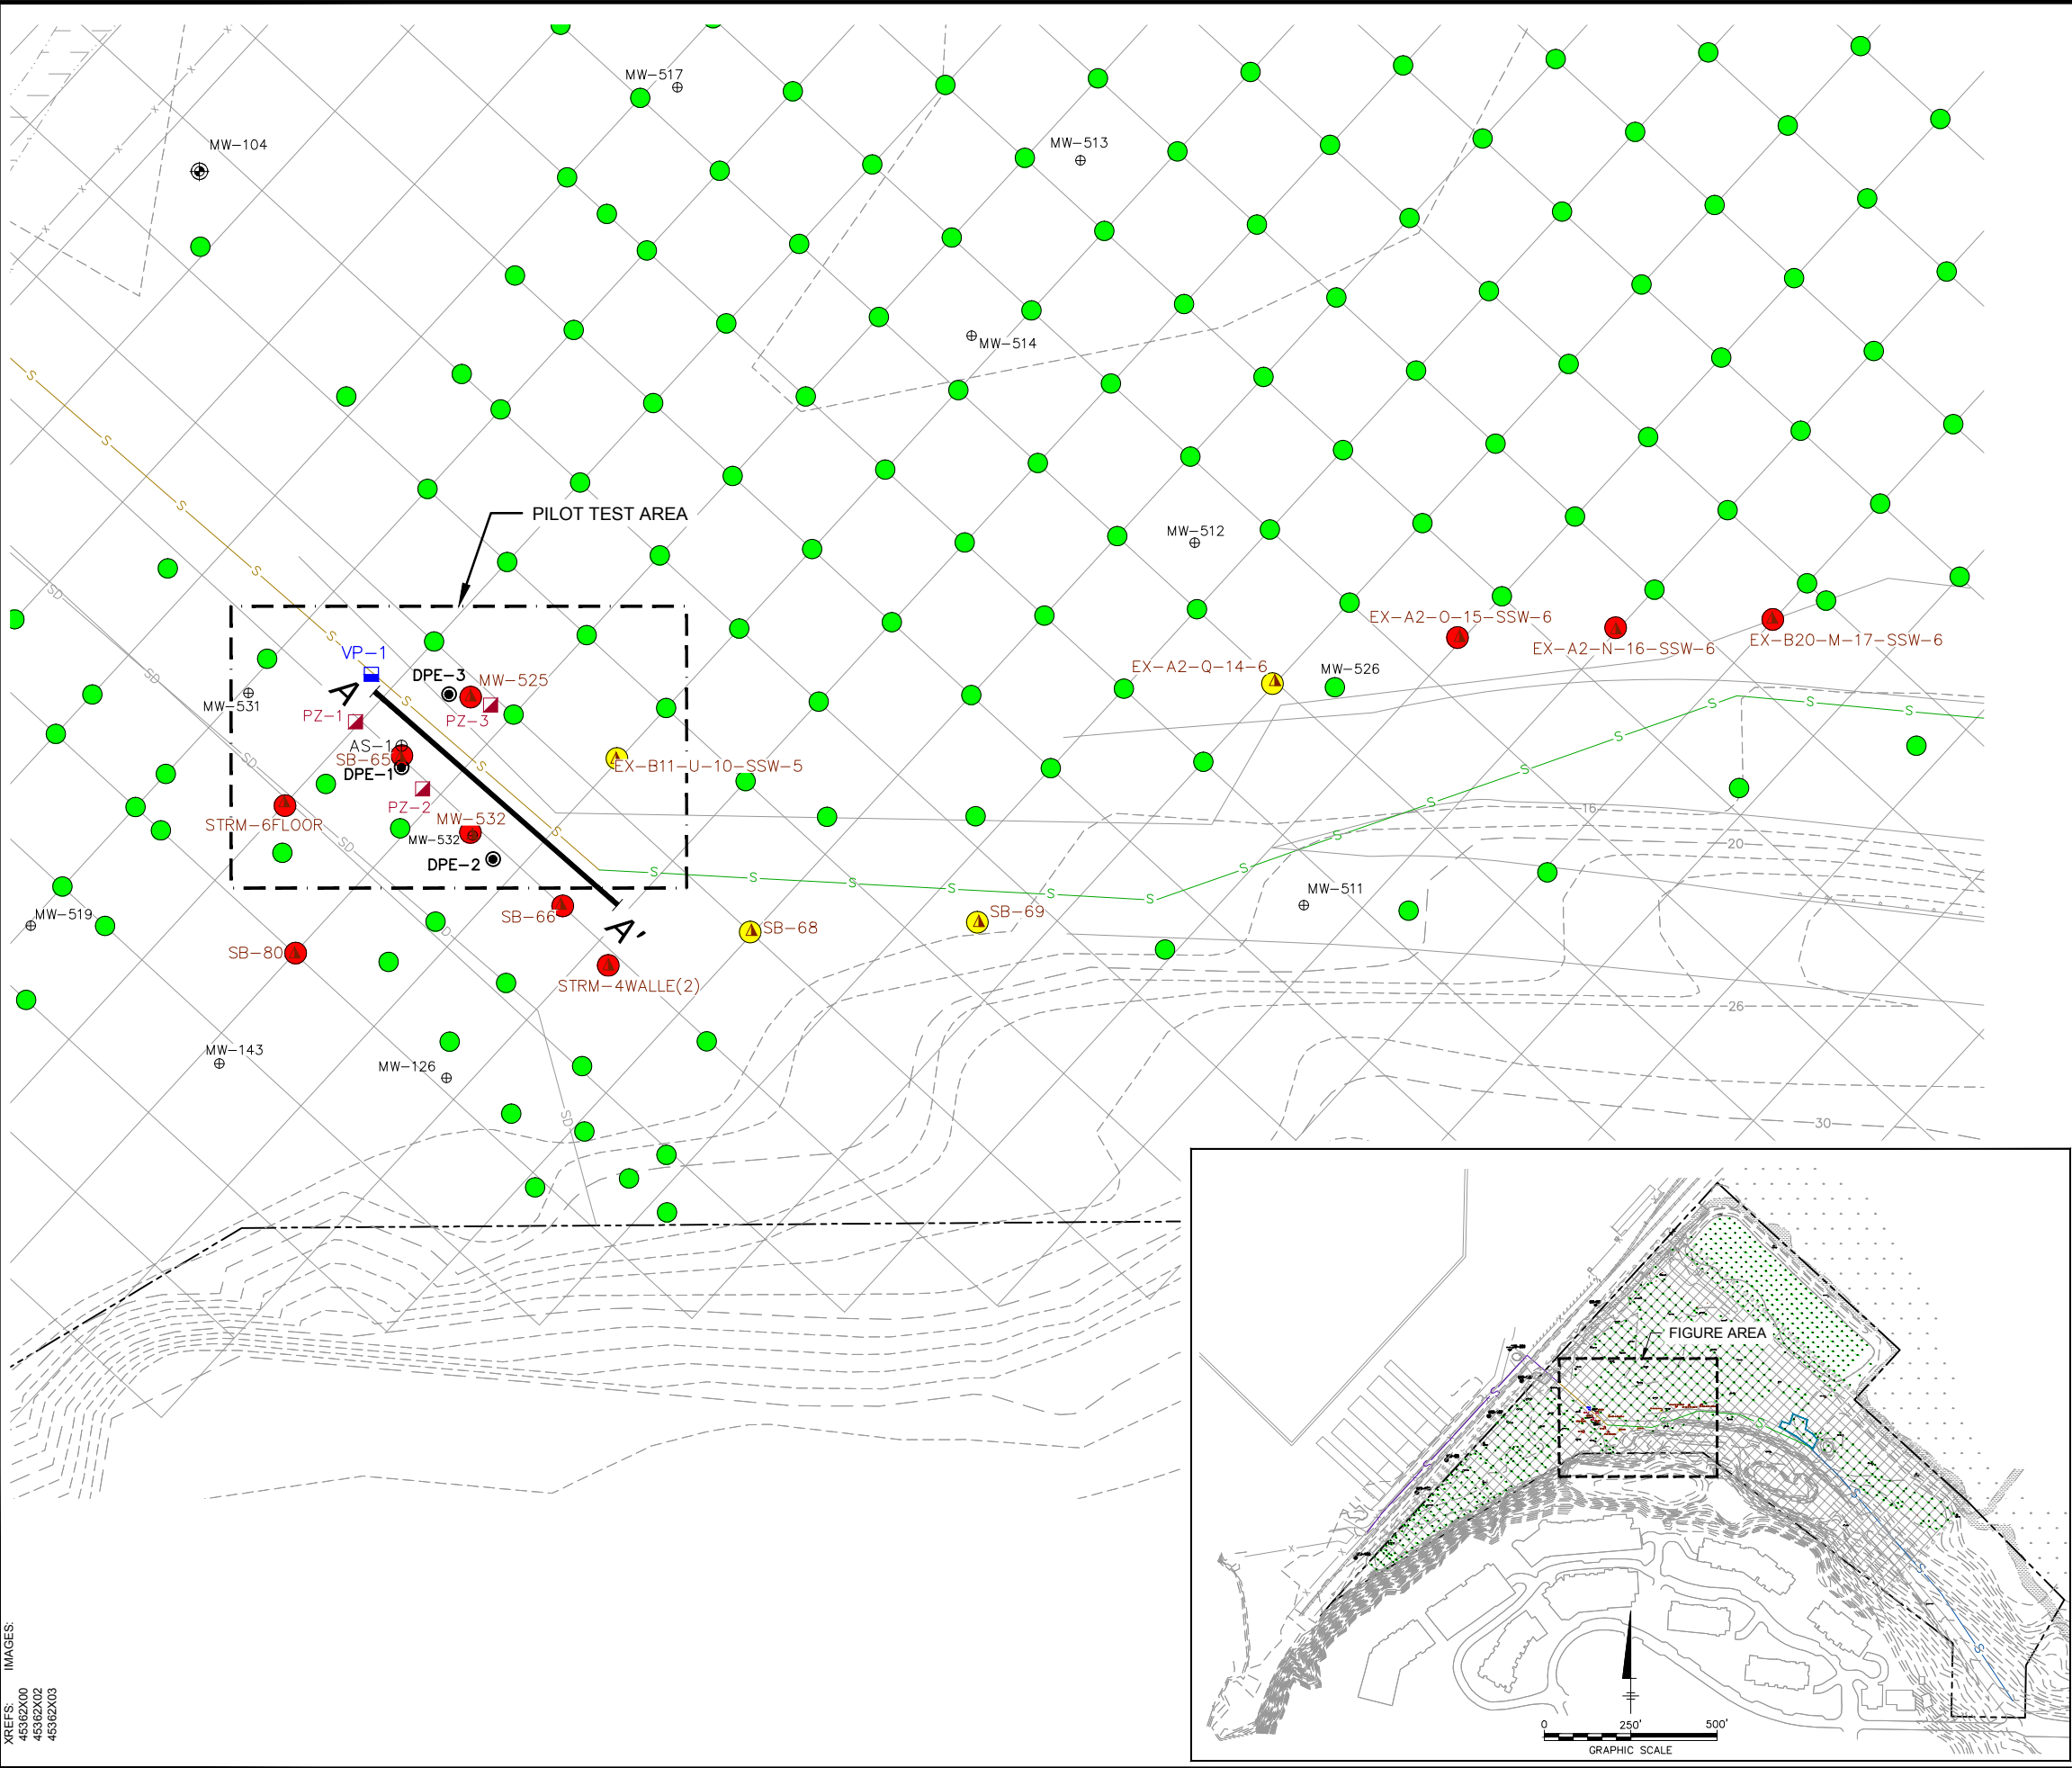 MW-517
MW-513
MW-104
MW-514
S
S
S
PILOT TEST AREA
MW-512
S
SD
S
EX-A2-O-15-SSW-6
EX-B20-M-17-SSW-6
EX-A2-N-16-SSW-6
VP-1
EX-A2-Q-14-6
MW-526
DPE-3
MW-525
SD
A
MW-531
S
S
S
S
PZ-1
PZ-3
S
AS-1
SB-65
SD
S
EX-B11-U-10-SSW-5
DPE-1
S
PZ-2
S
16
STRM-6FLOOR
MW-532
S
S
MW-532
SD
20
DPE-2
S
S
S
S
S
S
S
MW-511
MW-519
SB-66
SB-69
A'
SB-68
SB-80
STRM-4WALLE(2)
26
MW-143
MW-126
SD
30
FIGURE AREA
S
S
S
S
S
S
S
0
250'
500'
GRAPHIC SCALE
XREFS:
IMAGES:
45362X00
45362X02
45362X03